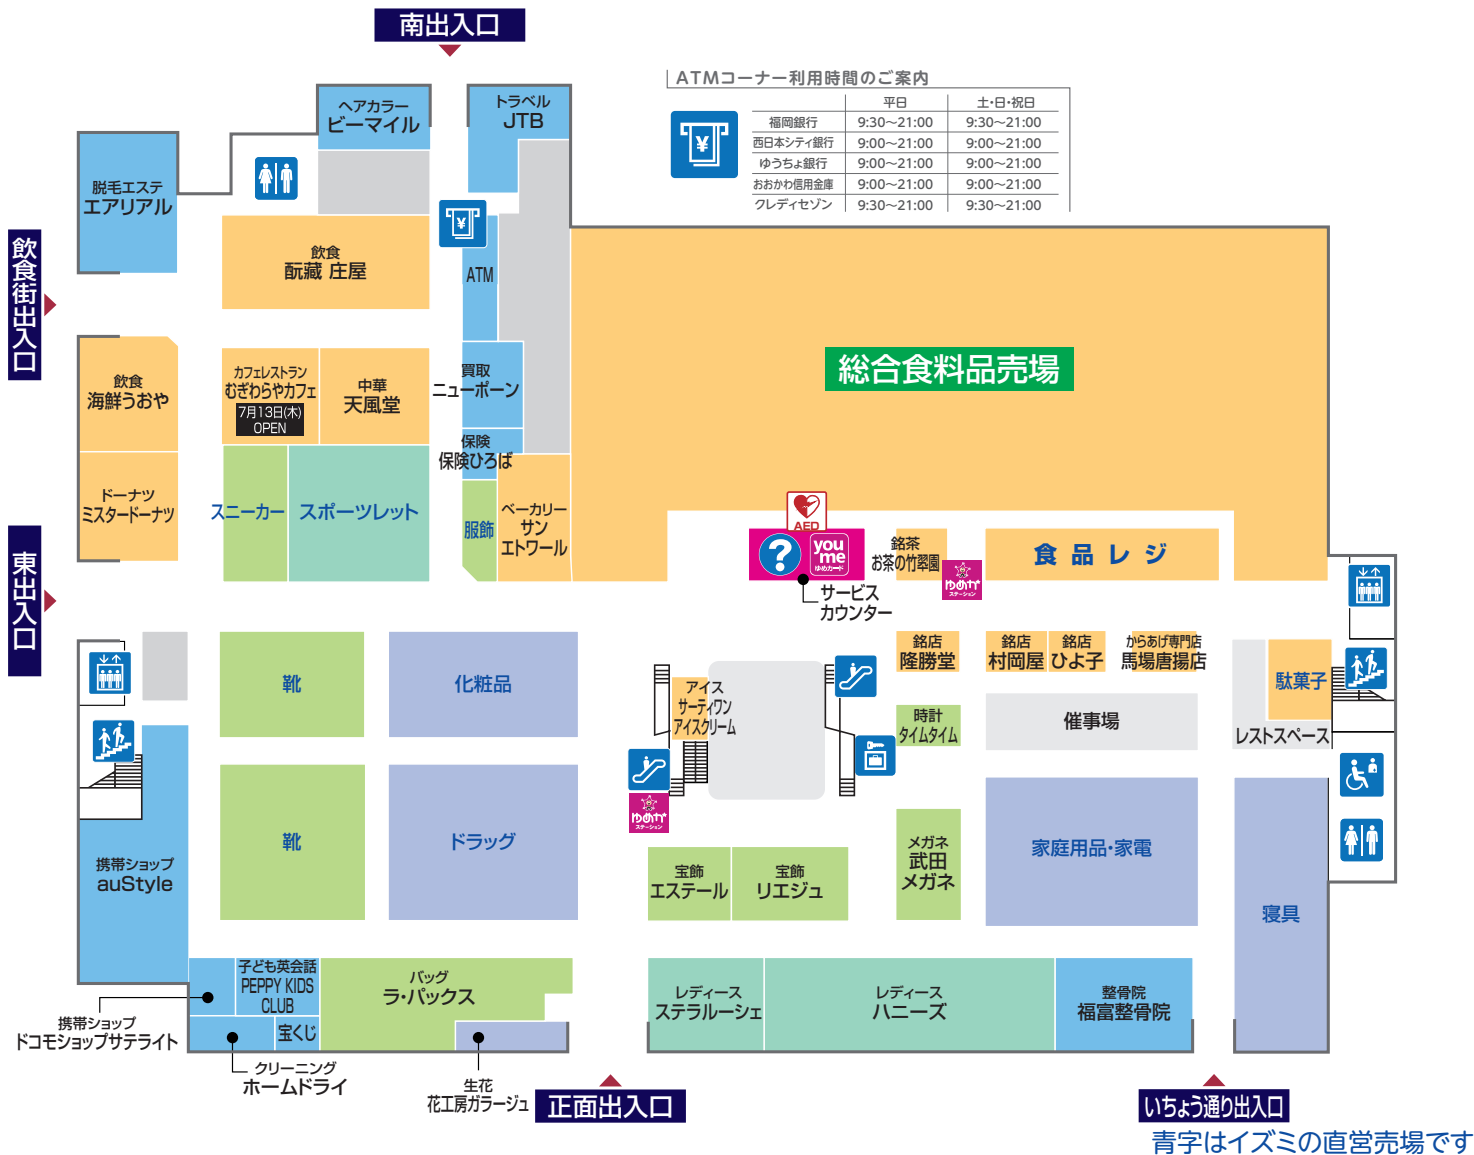 南出入口
ATMコーナー利用時間のご案内
平日 土・日・祝日
福岡銀行 9:30〜21:00 9:30〜21:00
西日本シティ銀行 9:00〜21:00 9:00〜21:00
ゆうちょ銀行 9:00〜21:00 9:00〜21:00
おおかわ信用金庫 9:00〜21:00 9:00〜21:00
クレディセゾン 9:30〜21:00 9:30〜21:00
¥
ヘアカラー
ビーマイル
トラベル
JTB
脱毛エステ
エアリアル
飲食街出入口
飲食
酛藏 庄屋
¥
ATM
総合食料品売場
飲食
海鮮うおや
カフェレストラン
むぎわらやカフェ
7月13日(木)
OPEN
中華
天風堂
買取
ニューポーン
保険
保険ひろば
ドーナツ
ミスタードーナツ
スニーカー
スポーツレット
服飾
ベーカリー
サン
エトワール
AED
?
you
me
ゆめカード
サービス
カウンター
銘茶
お茶の竹翠園
ゆめか
ステーション
食品レジ
東出入口
靴
化粧品
アイス
サーティワン
アイスクリーム
銘店
隆勝堂
銘店
村岡屋
銘店
ひよ子
からあげ専門店
馬場唐揚店
駄菓子
レストスペース
時計
タイムタイム
催事場
ゆめか
ステーション
携帯ショップ
auStyle
靴
ドラッグ
宝飾
エステール
宝飾
リエジュ
メガネ
武田
メガネ
家庭用品・家電
寝具
子ども英会話
PEPPY KIDS
CLUB
宝くじ
バッグ
ラ・パックス
レディース
ステラルーシェ
レディース
ハニーズ
整骨院
福富整骨院
携帯ショップ
ドコモショップサテライト
クリーニング
ホームドライ
生花
花工房ガラージュ
正面出入口
いちょう通り出入口
青字はイズミの直営売場です